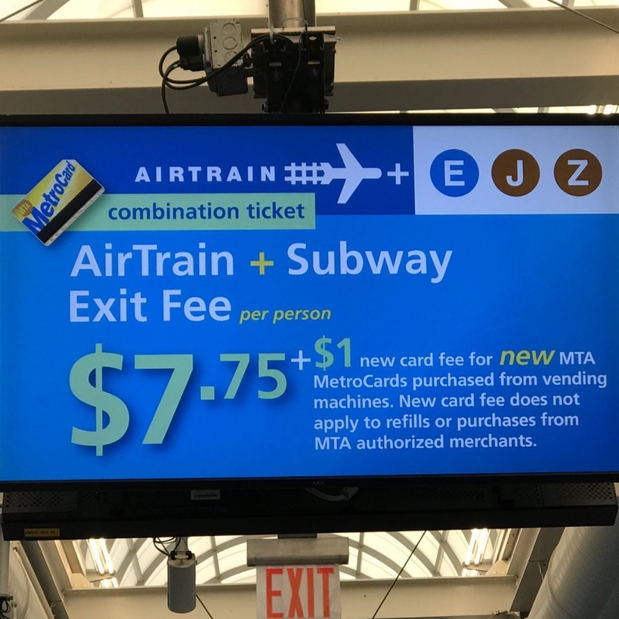 MetroCard
AIRTRAIN + E J Z
combination ticket
AirTrain + Subway
Exit Fee per person
$7.75 + $1 new card fee for new MTA
MetroCards purchased from vending
machines. New card fee does not
apply to refills or purchases from
MTA authorized merchants.
EXIT